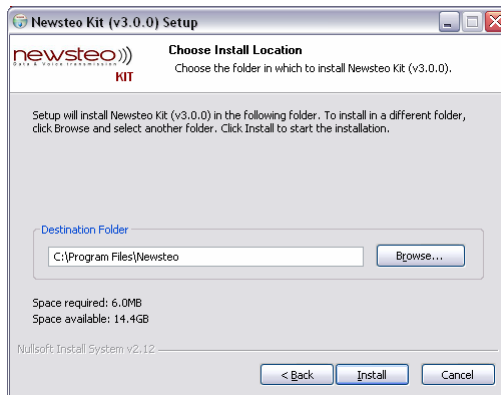 Newsteo Kit (v3.0.0) Setup
newsteo
Data & Voice transmission
KIT
Choose Install Location
Choose the folder in which to install Newsteo Kit (v3.0.0).
Setup will install Newsteo Kit (v3.0.0) in the following folder. To install in a different folder,
click Browse and select another folder. Click Install to start the installation.
Destination Folder
C:\Program Files\Newsteo
Browse...
Space required: 6.0MB
Space available: 14.4GB
Nullsoft Install System v2.12
< Back
Install
Cancel